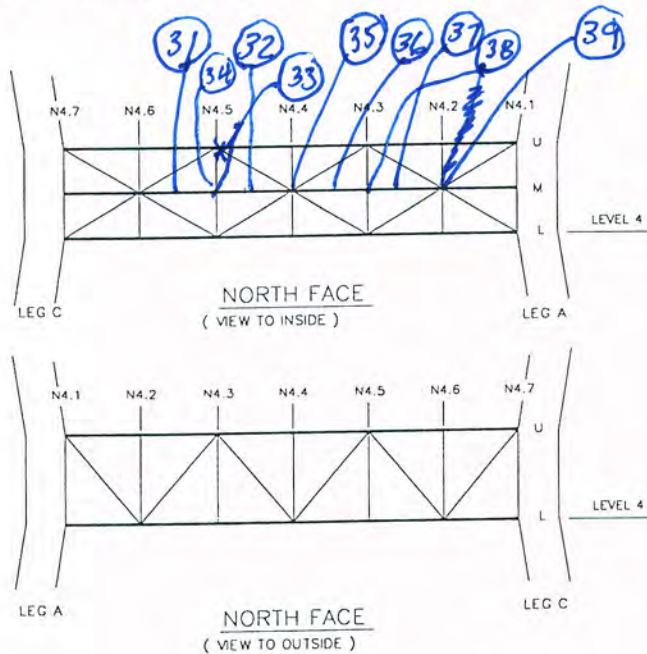 31 32 35 36 37 38 39
34 33
N4.7 N4.6 N4.5 N4.4 N4.3 N4.2 N4.1
U
M
L LEVEL 4
NORTH FACE
LEG C LEG A
( VIEW TO INSIDE )
N4.1 N4.2 N4.3 N4.4 N4.5 N4.6 N4.7
U
L LEVEL 4
LEG A LEG C
NORTH FACE
( VIEW TO OUTSIDE )